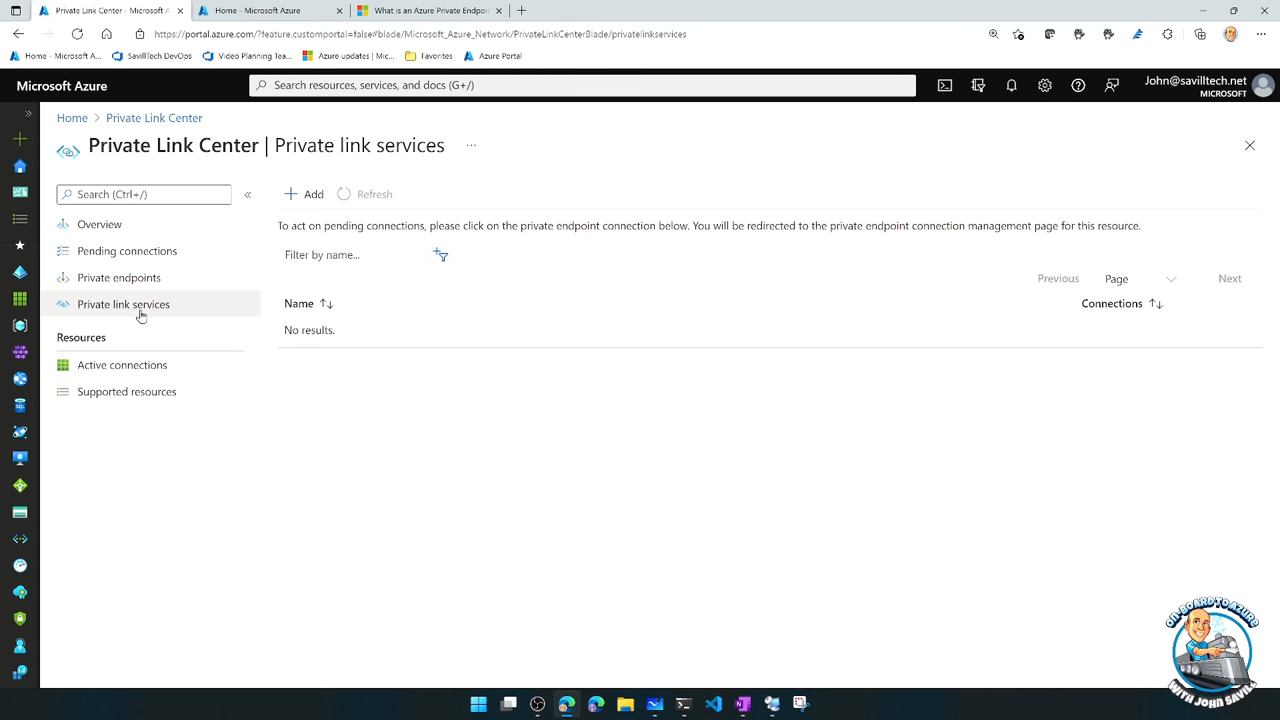 Private Link Center - Microsoft A
Home - Microsoft Azure
What is an Azure Private Endpoi
https://portal.azure.com/?feature.customportal=false#blade/Microsoft_Azure_Network/PrivateLinkCenterBlade/privatelinkservices
Home - Microsoft A...
SavillTech DevOps
Video Planning Tea...
Azure updates | Mic...
Favorites
Azure Portal
Microsoft Azure
Search resources, services, and docs (G+/)
John@savilltech.net
MICROSOFT
Home > Private Link Center
Private Link Center | Private link services ...
Search (Ctrl+/)
Overview
Pending connections
Private endpoints
Private link services
Resources
Active connections
Supported resources
Add
Refresh
To act on pending connections, please click on the private endpoint connection below. You will be redirected to the private endpoint connection management page for this resource.
Filter by name...
Previous
Page
Next
Name
Connections
No results.
ON-BOARD TO AZURE
WITH JOHN SAVILL